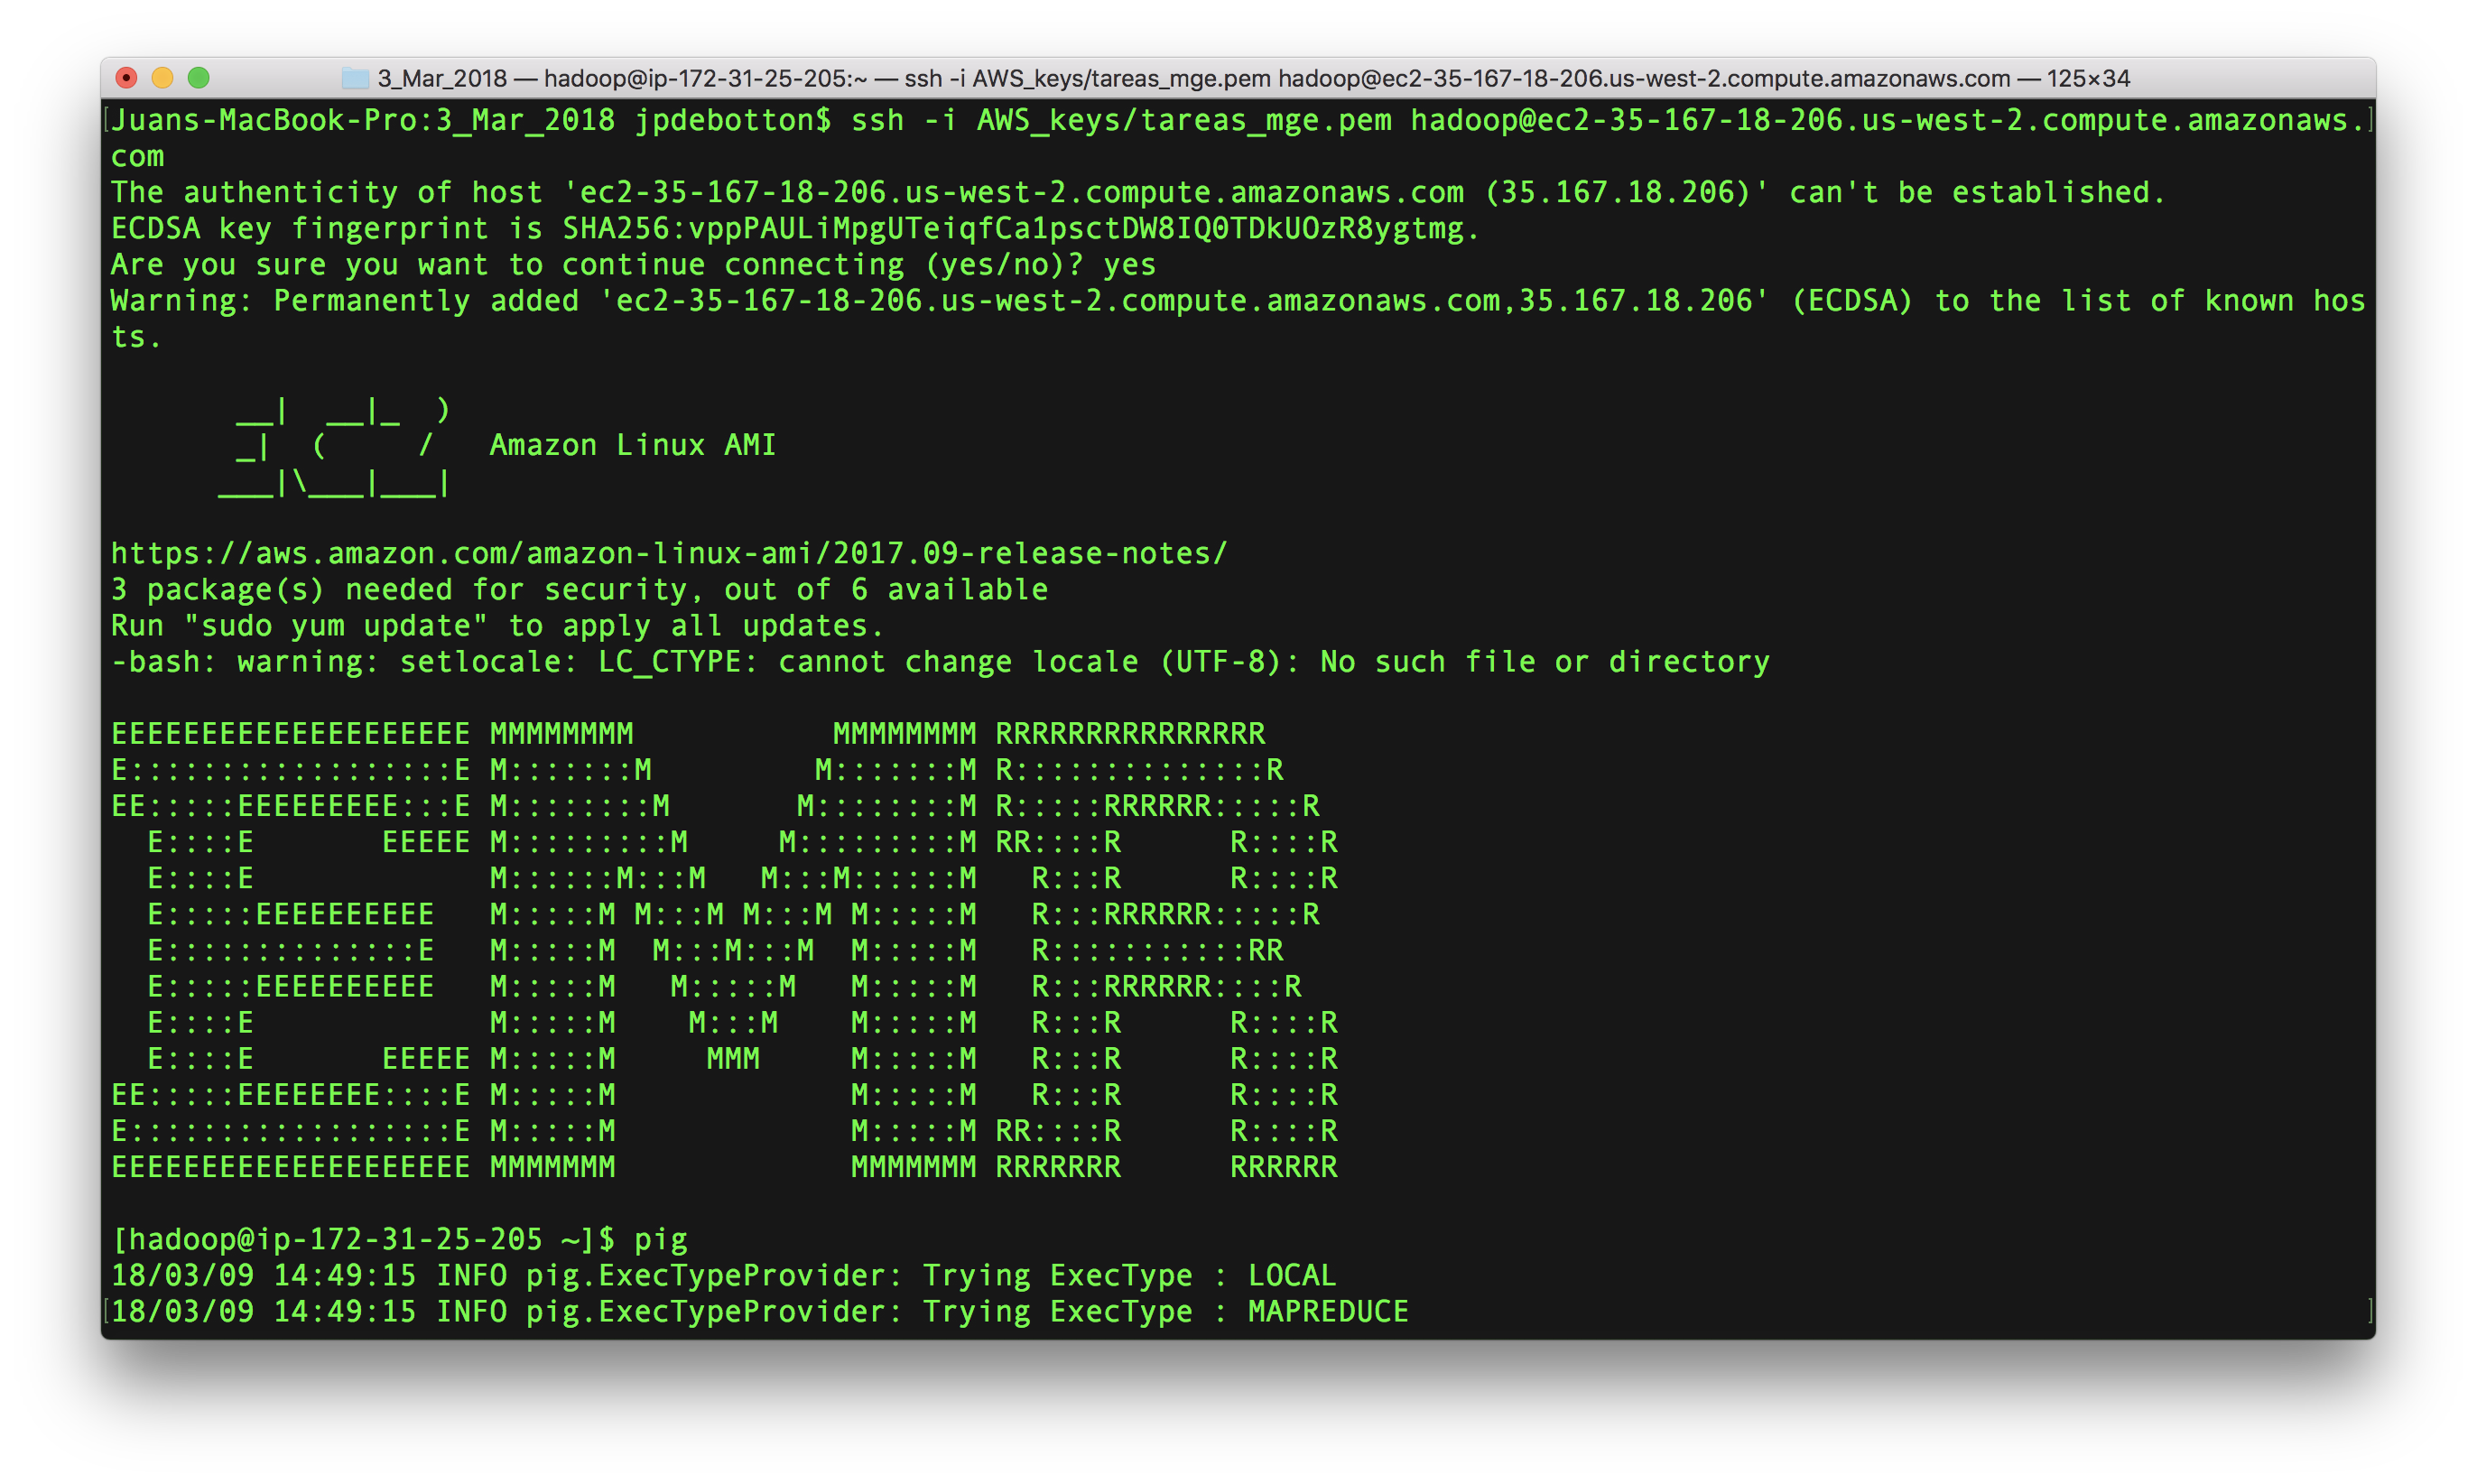 3_Mar_2018 — hadoop@ip-172-31-25-205:~ — ssh -i AWS_keys/tareas_mge.pem hadoop@ec2-35-167-18-206.us-west-2.compute.amazonaws.com — 125×34
[Juans-MacBook-Pro:3_Mar_2018 jpdebotton$ ssh -i AWS_keys/tareas_mge.pem hadoop@ec2-35-167-18-206.us-west-2.compute.amazonaws.]
com
The authenticity of host 'ec2-35-167-18-206.us-west-2.compute.amazonaws.com (35.167.18.206)' can't be established.
ECDSA key fingerprint is SHA256:vppPAULiMpgUTeiqfCa1psctDW8IQ0TDkUOzR8ygtmg.
Are you sure you want to continue connecting (yes/no)? yes
Warning: Permanently added 'ec2-35-167-18-206.us-west-2.compute.amazonaws.com,35.167.18.206' (ECDSA) to the list of known hos
ts.

       __|  __|_  )
       _|  (     /   Amazon Linux AMI
      ___|\___|___|

https://aws.amazon.com/amazon-linux-ami/2017.09-release-notes/
3 package(s) needed for security, out of 6 available
Run "sudo yum update" to apply all updates.
-bash: warning: setlocale: LC_CTYPE: cannot change locale (UTF-8): No such file or directory

EEEEEEEEEEEEEEEEEEEE MMMMMMMM           MMMMMMMM RRRRRRRRRRRRRRR
E::::::::::::::::::E M:::::::M         M:::::::M R::::::::::::::R
EE:::::EEEEEEEEE:::E M::::::::M       M::::::::M R:::::RRRRRR:::::R
  E::::E       EEEEE M:::::::::M     M:::::::::M RR::::R      R::::R
  E::::E             M::::::M:::M   M:::M::::::M   R:::R      R::::R
  E:::::EEEEEEEEEE   M:::::M M:::M M:::M M:::::M   R:::RRRRRR:::::R
  E::::::::::::::E   M:::::M  M:::M:::M  M:::::M   R:::::::::::RR
  E:::::EEEEEEEEEE   M:::::M   M:::::M   M:::::M   R:::RRRRRR::::R
  E::::E             M:::::M    M:::M    M:::::M   R:::R      R::::R
  E::::E       EEEEE M:::::M     MMM     M:::::M   R:::R      R::::R
EE:::::EEEEEEEE::::E M:::::M             M:::::M   R:::R      R::::R
E::::::::::::::::::E M:::::M             M:::::M RR::::R      R::::R
EEEEEEEEEEEEEEEEEEEE MMMMMMM             MMMMMMM RRRRRRR      RRRRRR

[hadoop@ip-172-31-25-205 ~]$ pig
18/03/09 14:49:15 INFO pig.ExecTypeProvider: Trying ExecType : LOCAL
[18/03/09 14:49:15 INFO pig.ExecTypeProvider: Trying ExecType : MAPREDUCE ]